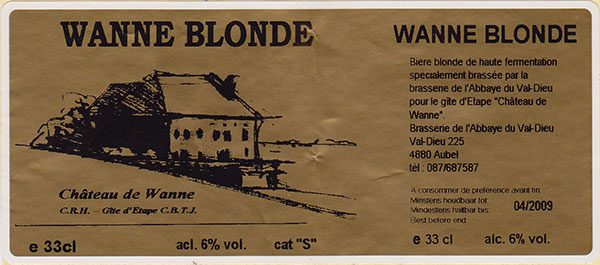 WANNE BLONDE
Château de Wanne
C.R.H. – Gîte d'Etape C.B.T.J.
e 33cl
acl. 6% vol.
cat "S"
WANNE BLONDE
Bière blonde de haute fermentation
specialement brassée par la
brasserie de l'Abbaye du Val-Dieu
pour le gîte d'Etape "Château de
Wanne".
Brasserie de l'Abbaye du Val-Dieu
Val-Dieu 225
4880 Aubel
tél : 087/687587
A consommer de préférence avant fin:
Minstens houdbaar tot
Mindestens haltbar bis:
Best before end
04/2009
e 33 cl
alc. 6% vol.